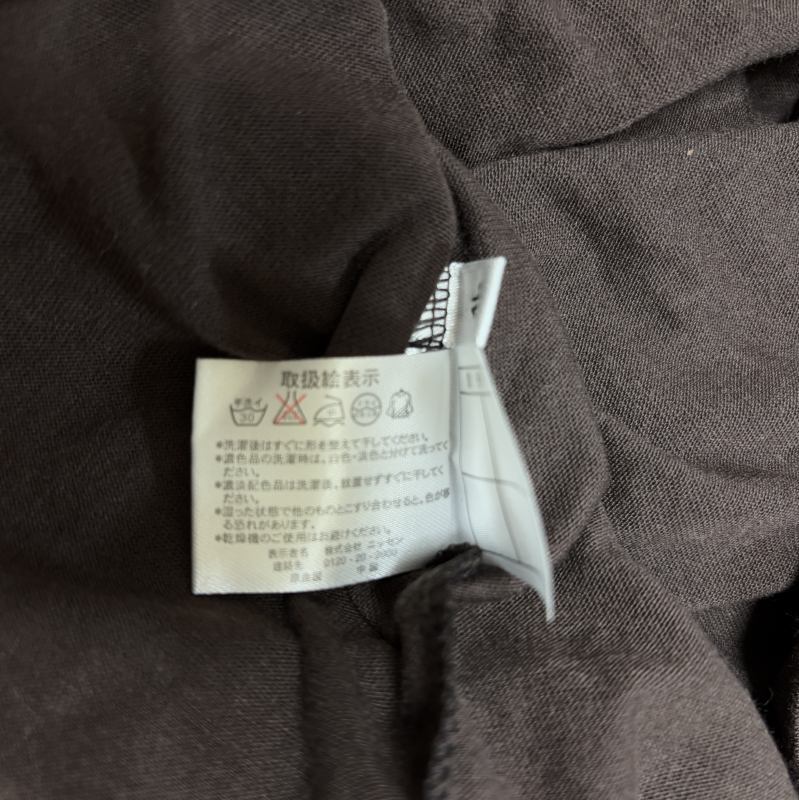 取扱絵表示
手洗イ
30
*洗濯後はすぐに形を整えて干してください。
*濃色品の洗濯時は、白色・淡色と分けて洗ってく
ださい。
*濃淡配色品は洗濯後、放置せずすぐに干してく
ださい。
*湿った状態で他のものとこすり合わせると、色が移
る恐れがあります。
*乾燥機のご使用はお避けください。
表示者名 株式会社 ニッセン
連絡先 0120-20-2000
原産国 中国